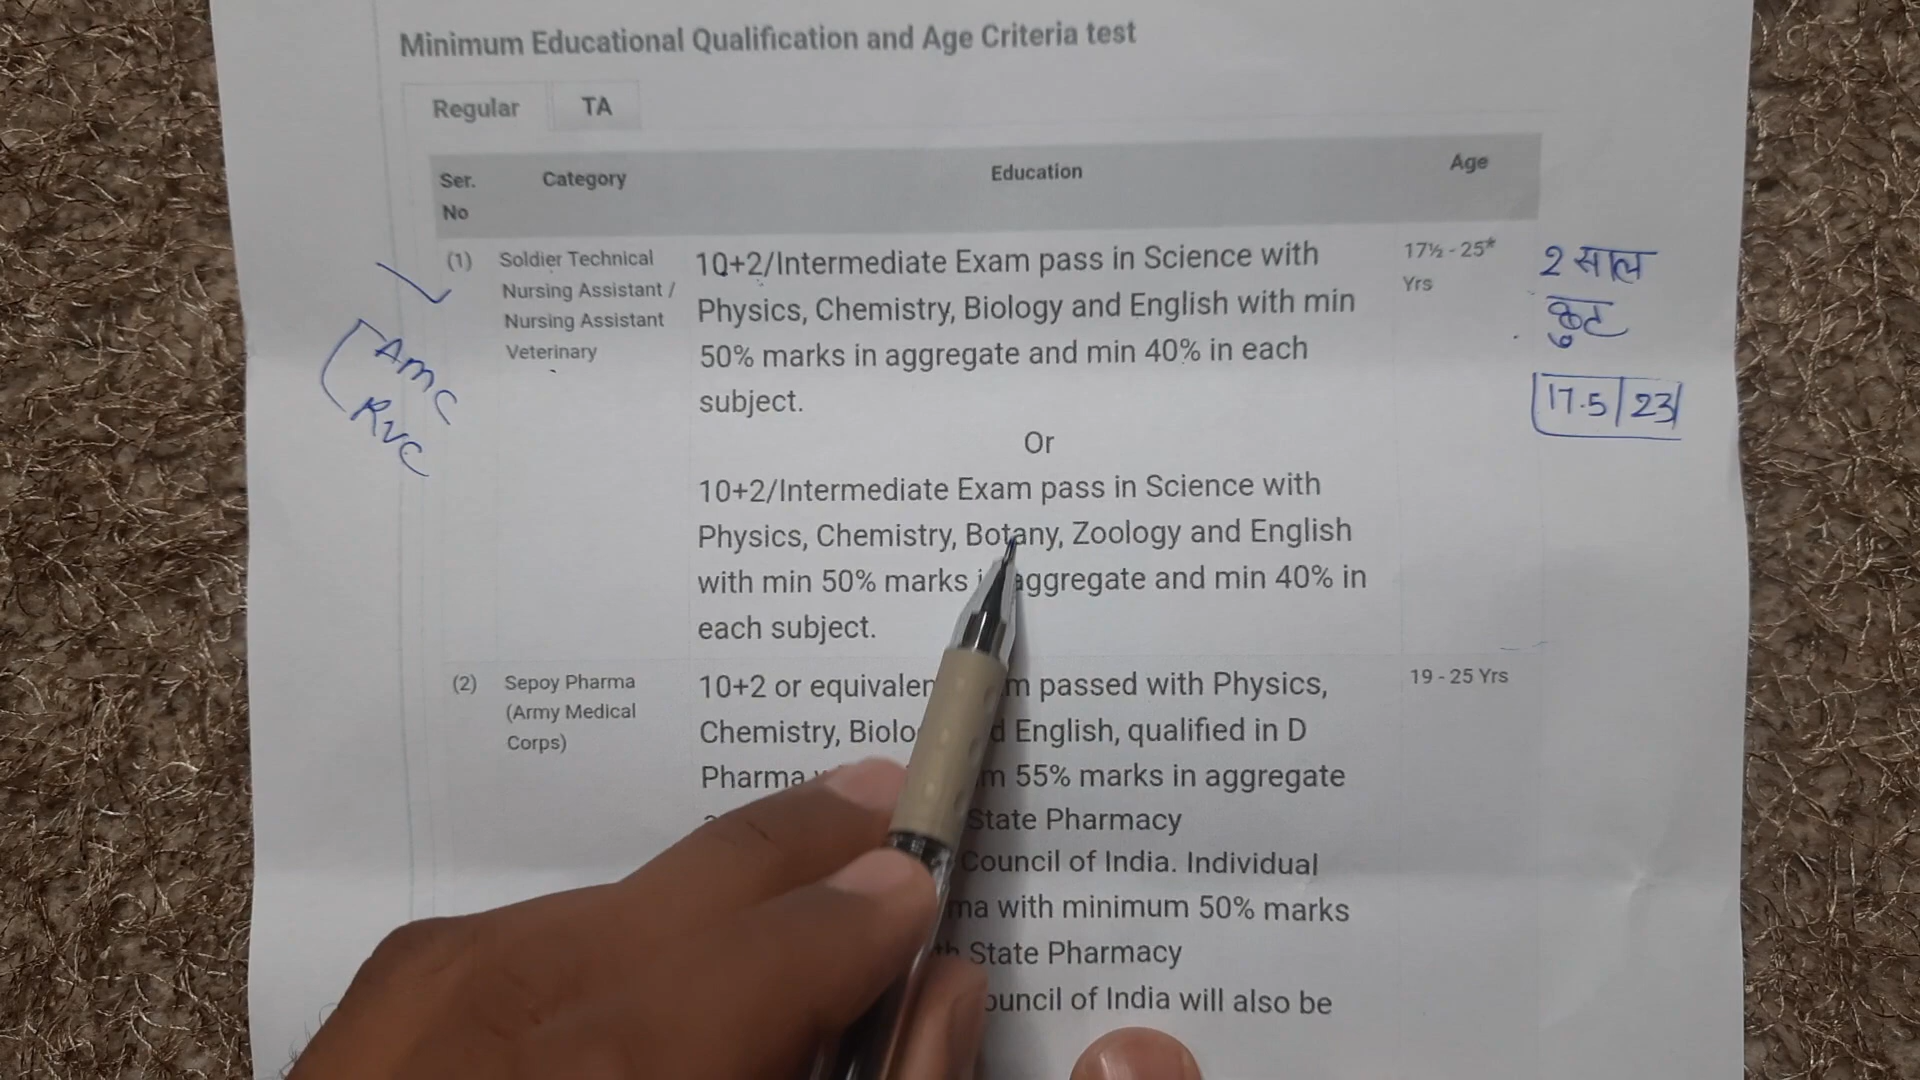 Minimum Educational Qualification and Age Criteria test
Regular TA
Ser. No Category Education Age
(1) Soldier Technical Nursing Assistant / Nursing Assistant Veterinary
10+2/Intermediate Exam pass in Science with
Physics, Chemistry, Biology and English with min
50% marks in aggregate and min 40% in each
subject.
Or
10+2/Intermediate Exam pass in Science with
Physics, Chemistry, Botany, Zoology and English
with min 50% marks aggregate and min 40% in
each subject.
17½ - 25* Yrs
2 साल
छूट
17.5 23
AMC
RVC
(2) Sepoy Pharma (Army Medical Corps)
10+2 or passed with Physics,
Chemistry, English, qualified in D
Pharma 55% marks in aggregate
State Pharmacy
Council of India. Individual
with minimum 50% marks
State Pharmacy
of India will also be
19 - 25 Yrs